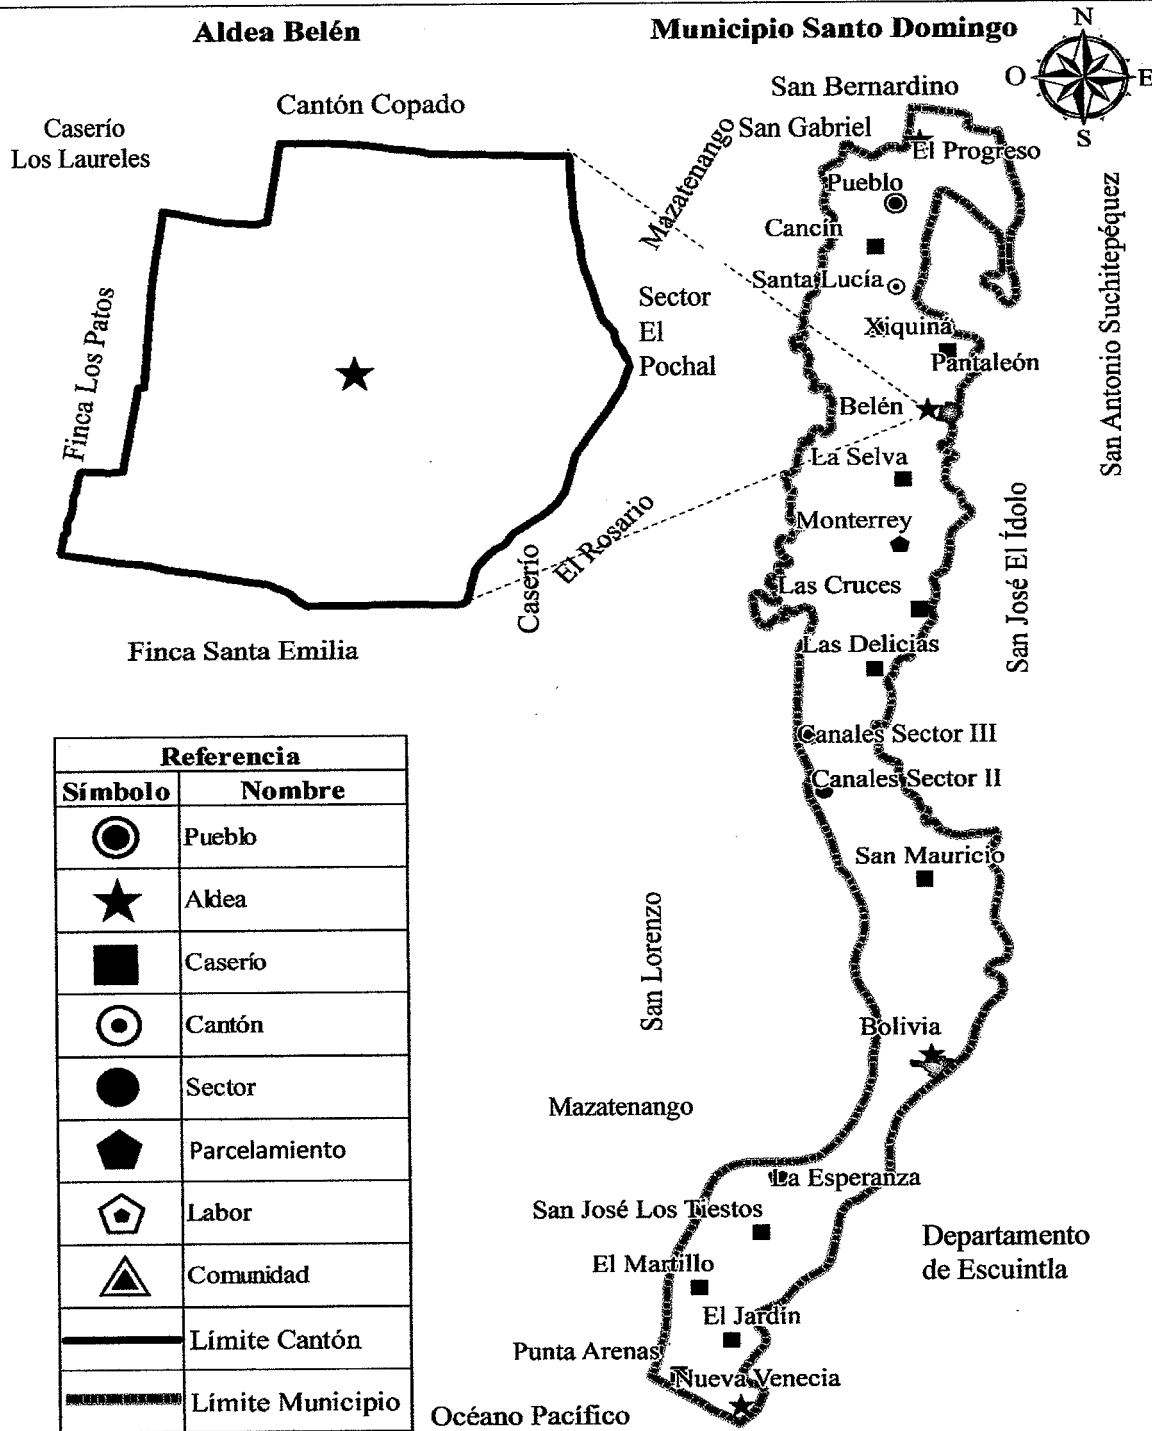 Aldea Belén
Municipio Santo Domingo
N
O
E
S
Cantón Copado
Caserío
Los Laureles
Finca Los Patos
Sector
El
Pochal
Caserío
El Rosario
Finca Santa Emilia
San Bernardino
San Gabriel
Mazatenango
El Progreso
Pueblo
Cancín
Santa Lucía
Xiquiná
Pantaleón
Belén
La Selva
Monterrey
Las Cruces
Las Delicias
Canales Sector III
Canales Sector II
San Mauricio
Bolivia
La Esperanza
San José Los Tiestos
El Martillo
El Jardín
Punta Arenas
Nueva Venecia
Océano Pacífico
San Antonio Suchitepéquez
San José El Ídolo
San Lorenzo
Mazatenango
Departamento
de Escuintla
Referencia
Símbolo Nombre
Pueblo
Aldea
Caserío
Cantón
Sector
Parcelamiento
Labor
Comunidad
Límite Cantón
Límite Municipio